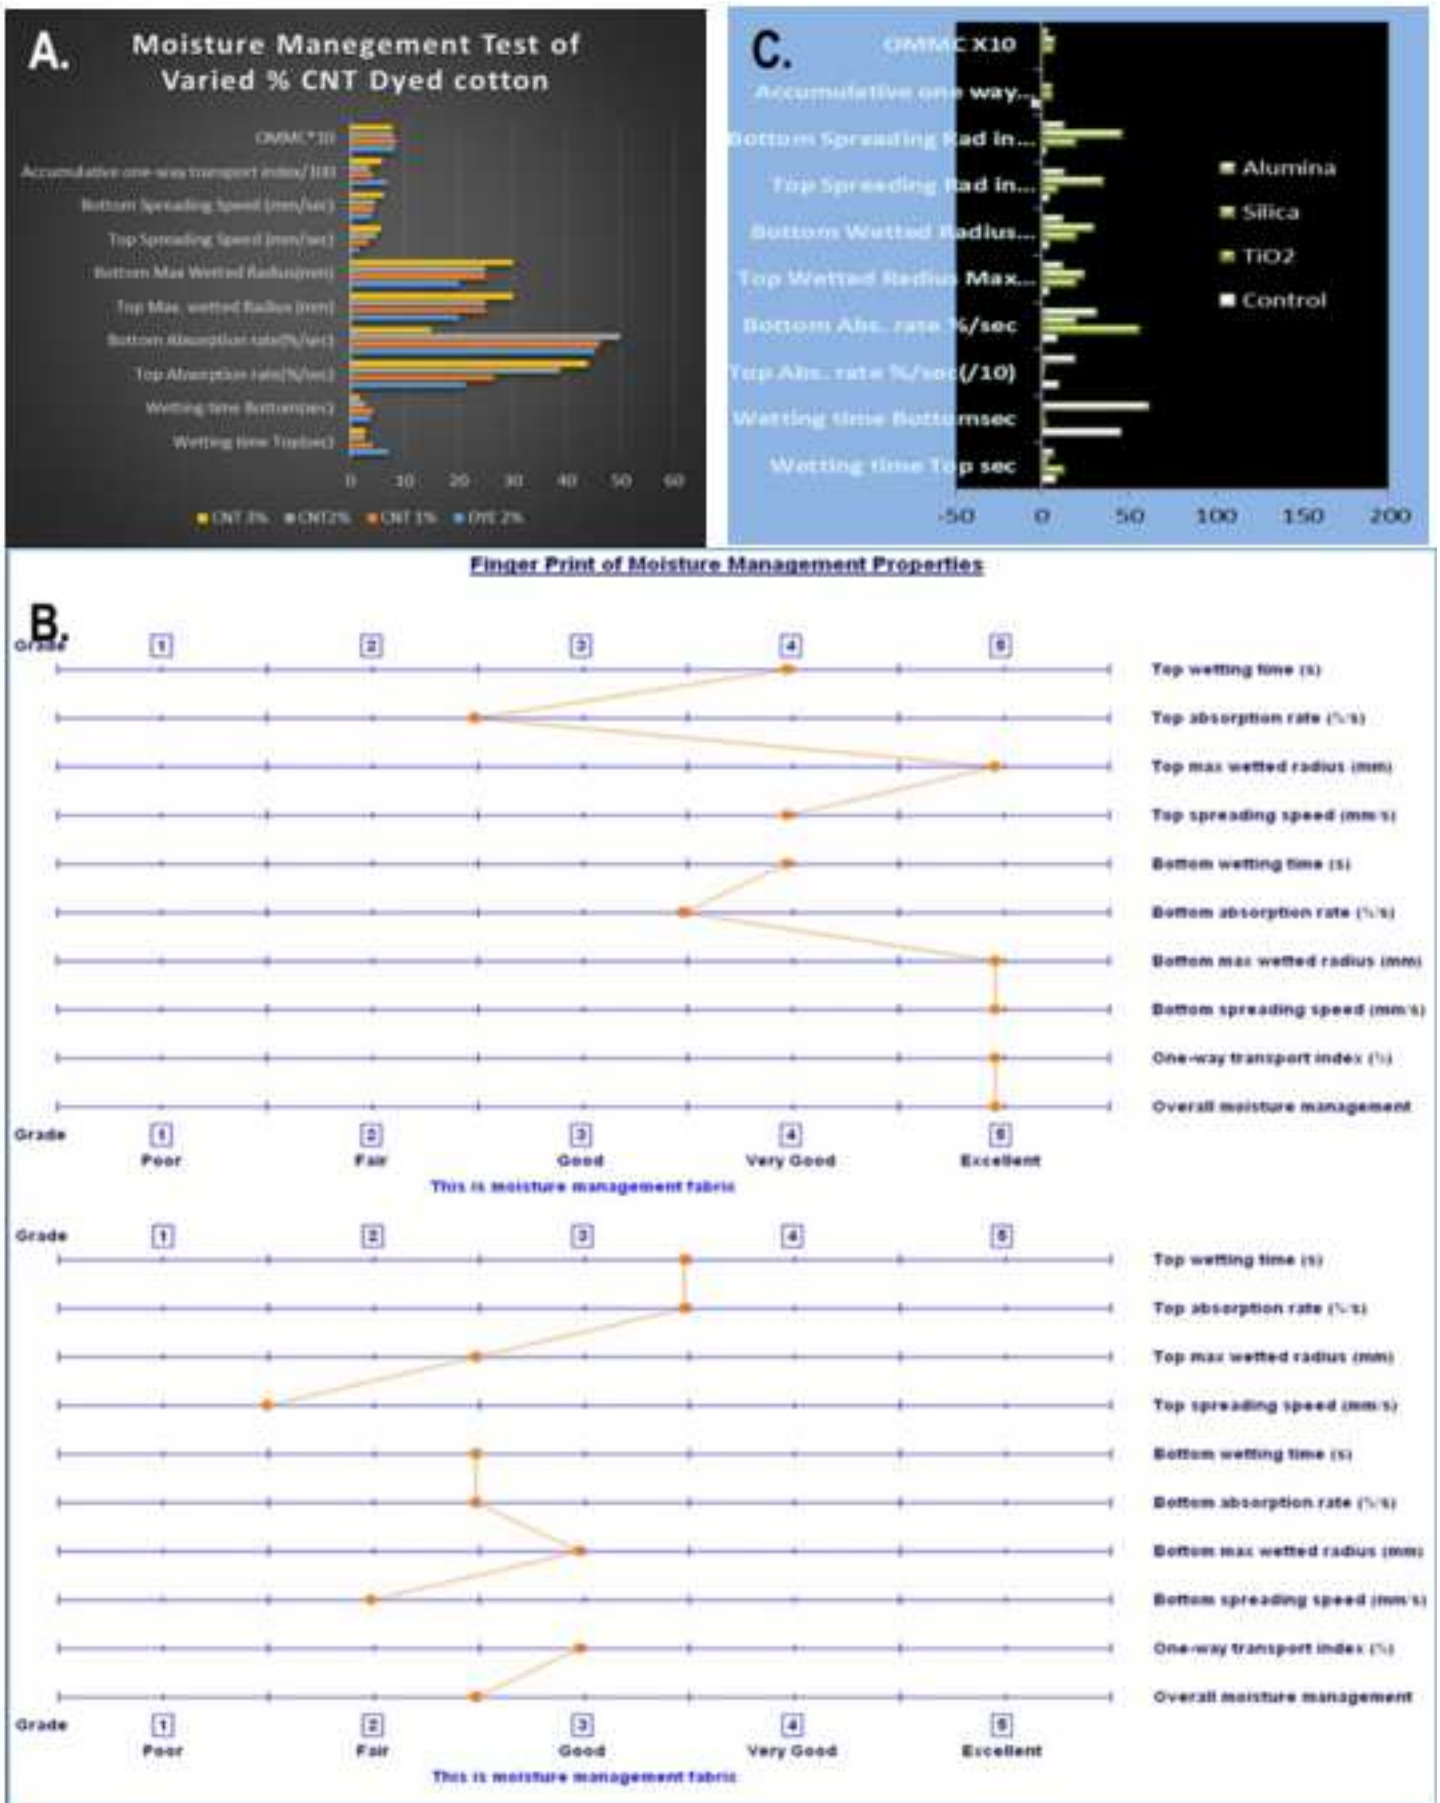 A.
Moisture Manegement Test of
Varied % CNT Dyed cotton
OMMC*10
Accumulative one-way transport index/100
Bottom Spreading Speed (mm/sec)
Top Spreading Speed (mm/sec)
Bottom Max Wetted Radius(mm)
Top Max. wetted Radius (mm)
Bottom Absorption rate(%/sec)
Top Absorption rate(%/sec)
Wetting time Bottom(sec)
Wetting time Top(sec)
0 10 20 30 40 50 60
CNT 3% CNT2% CNT 1% DYE 2%
C.
OMMC X10
Accumulative one way...
Bottom Spreeding Rad in...
Top Spreeding Rad in...
Bottom Wetted Radius...
Top Wetted Radius Max...
Bottom Abs. rate %/sec
Top Abs. rate %/sec(/10)
Wetting time Bottomsec
Wetting time Top sec
-50 0 50 100 150 200
Alumina
Silica
TiO2
Control
Finger Print of Moisture Management Properties
B.
Grade 1 2 3 4 5
Top wetting time (s)
Top absorption rate (%/s)
Top max wetted radius (mm)
Top spreading speed (mm/s)
Bottom wetting time (s)
Bottom absorption rate (%/s)
Bottom max wetted radius (mm)
Bottom spreading speed (mm/s)
One-way transport index (%)
Overall moisture management
Grade 1 2 3 4 5
Poor Fair Good Very Good Excellent
This is moisture management fabric
Grade 1 2 3 4 5
Top wetting time (s)
Top absorption rate (%/s)
Top max wetted radius (mm)
Top spreading speed (mm/s)
Bottom wetting time (s)
Bottom absorption rate (%/s)
Bottom max wetted radius (mm)
Bottom spreading speed (mm/s)
One-way transport index (%)
Overall moisture management
Grade 1 2 3 4 5
Poor Fair Good Very Good Excellent
This is moisture management fabric